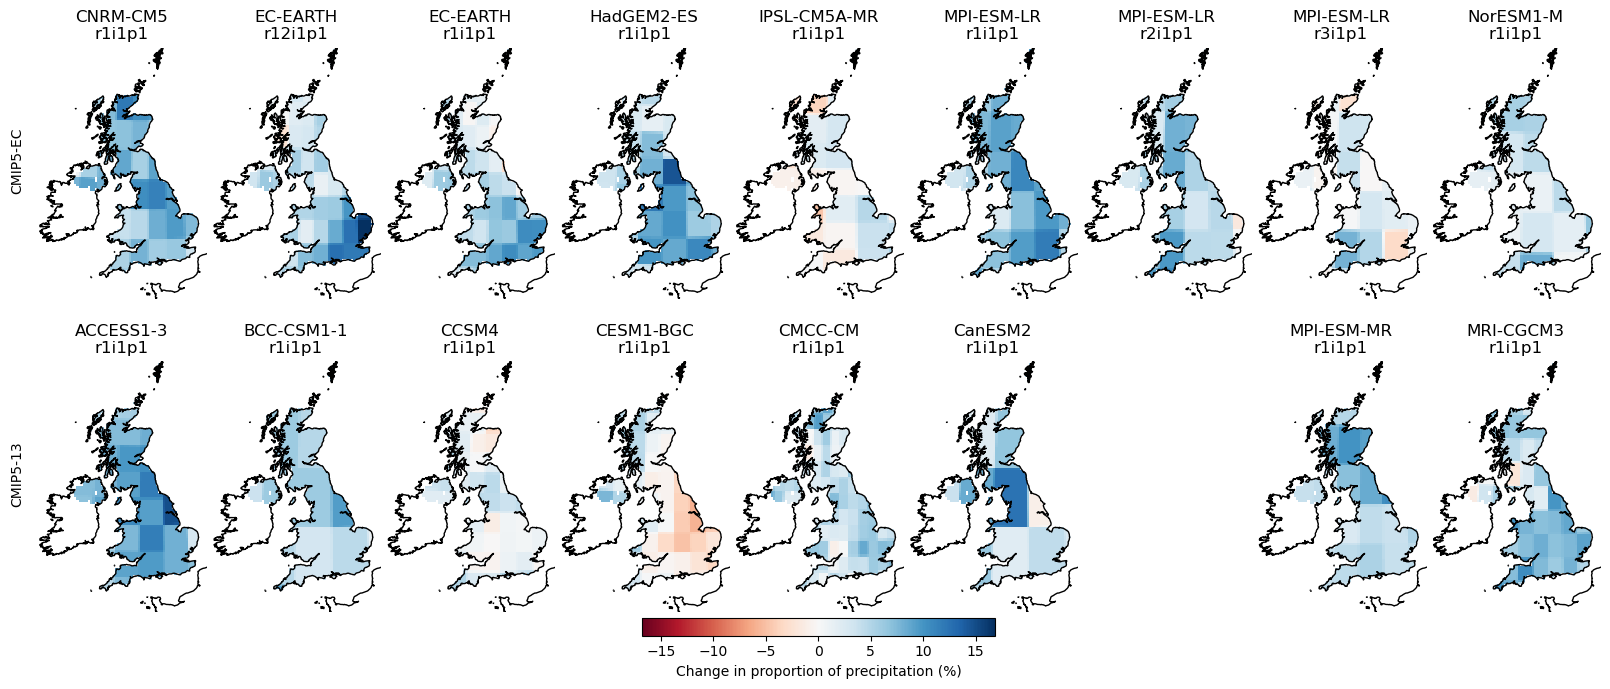 CNRM-CM5
r1i1p1
EC-EARTH
r12i1p1
EC-EARTH
r1i1p1
HadGEM2-ES
r1i1p1
IPSL-CM5A-MR
r1i1p1
MPI-ESM-LR
r1i1p1
MPI-ESM-LR
r2i1p1
MPI-ESM-LR
r3i1p1
NorESM1-M
r1i1p1
CMIP5-EC
ACCESS1-3
r1i1p1
BCC-CSM1-1
r1i1p1
CCSM4
r1i1p1
CESM1-BGC
r1i1p1
CMCC-CM
r1i1p1
CanESM2
r1i1p1
MPI-ESM-MR
r1i1p1
MRI-CGCM3
r1i1p1
CMIP5-13
−15 −10 −5 0 5 10 15
Change in proportion of precipitation (%)